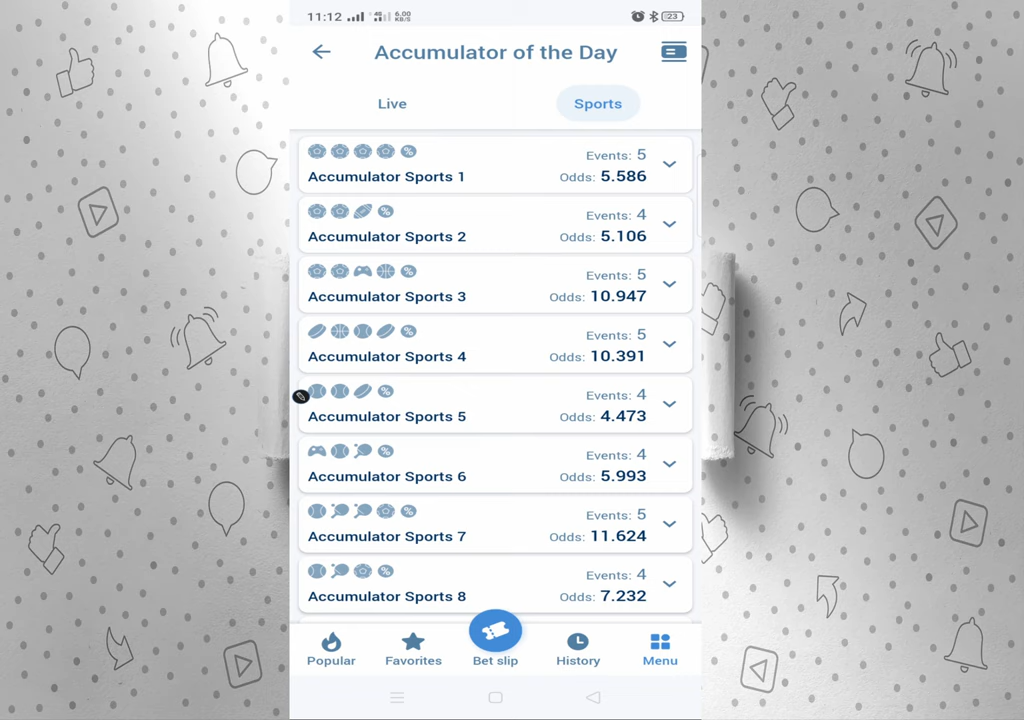 11:12 4G 6.00 KB/S 23
Accumulator of the Day
Live Sports
Events: 5
Accumulator Sports 1 Odds: 5.586
Events: 4
Accumulator Sports 2 Odds: 5.106
Events: 5
Accumulator Sports 3 Odds: 10.947
Events: 5
Accumulator Sports 4 Odds: 10.391
Events: 4
Accumulator Sports 5 Odds: 4.473
Events: 4
Accumulator Sports 6 Odds: 5.993
Events: 5
Accumulator Sports 7 Odds: 11.624
Events: 4
Accumulator Sports 8 Odds: 7.232
Popular Favorites Bet slip History Menu